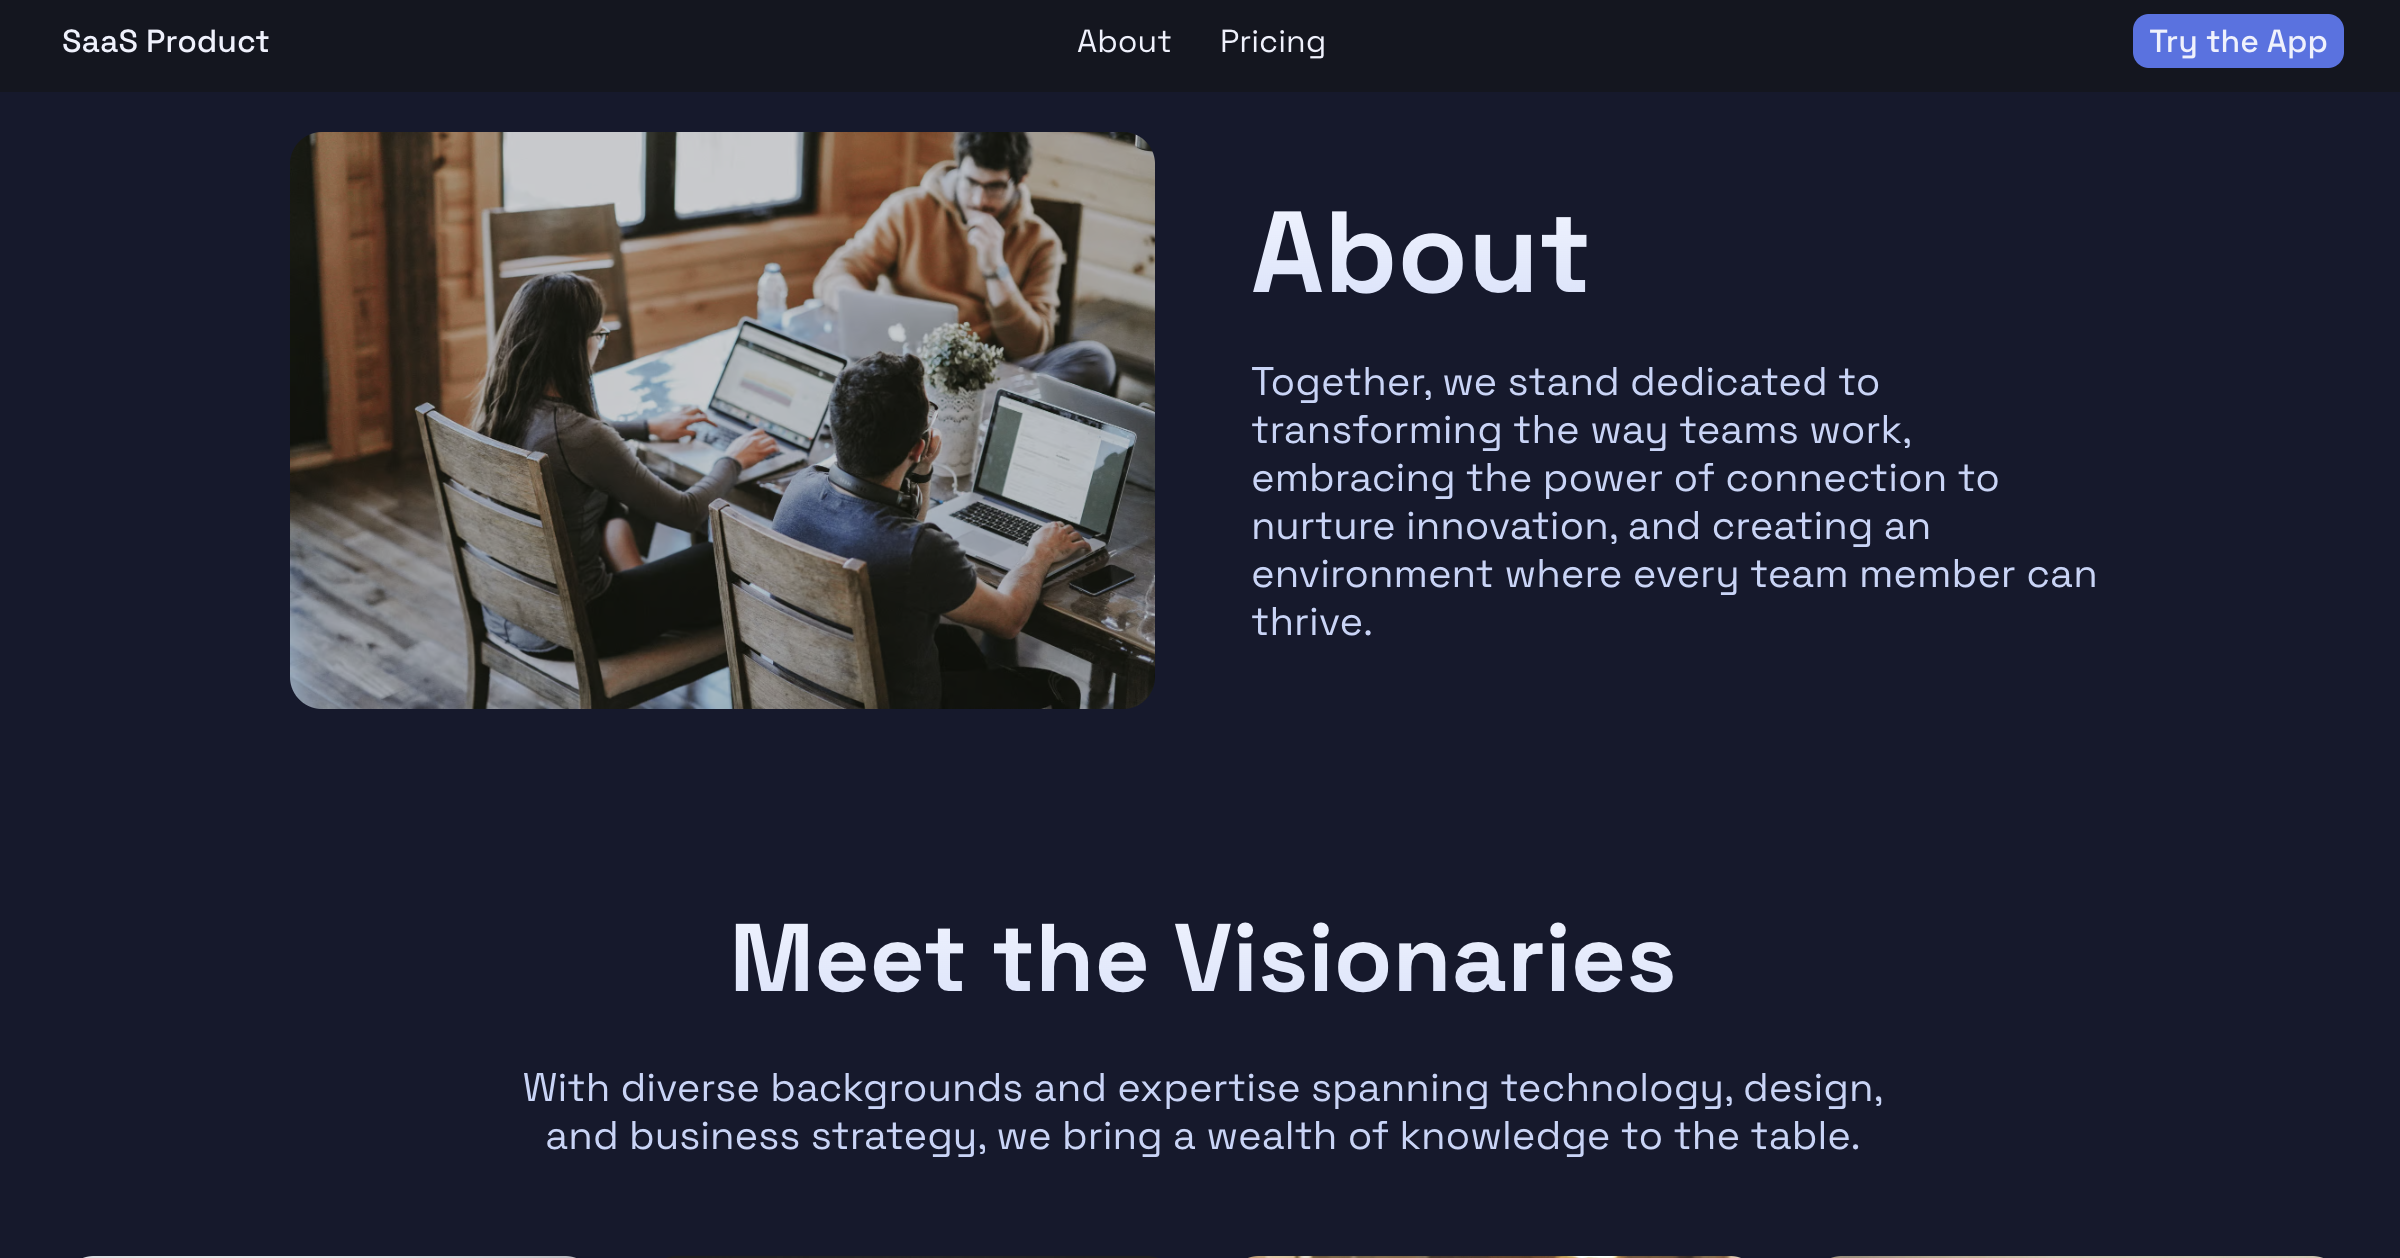 SaaS Product
About
Pricing
Try the App
About
Together, we stand dedicated to
transforming the way teams work,
embracing the power of connection to
nurture innovation, and creating an
environment where every team member can
thrive.
Meet the Visionaries
With diverse backgrounds and expertise spanning technology, design,
and business strategy, we bring a wealth of knowledge to the table.